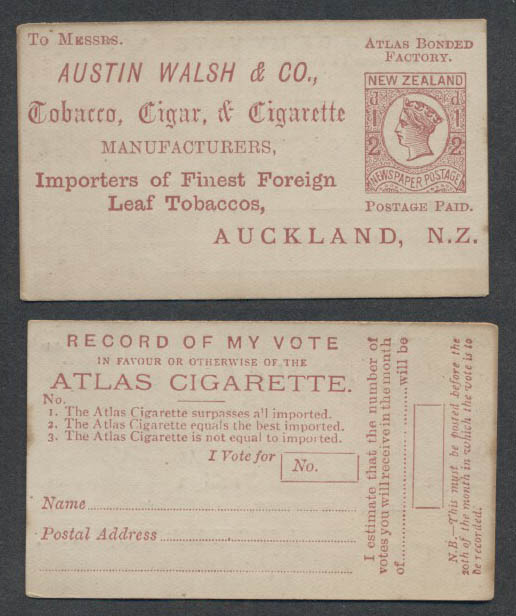 To Messrs.
AUSTIN WALSH & CO.,
Tobacco, Cigar, & Cigarette
MANUFACTURERS,
Importers of Finest Foreign
Leaf Tobaccos,
AUCKLAND, N.Z.
ATLAS BONDED
FACTORY.
NEW ZEALAND
d d
1 1
2 2
NEWSPAPER POSTAGE
POSTAGE PAID.
RECORD OF MY VOTE
IN FAVOUR OR OTHERWISE OF THE
ATLAS CIGARETTE.
No.
1. The Atlas Cigarette surpasses all imported.
2. The Atlas Cigarette equals the best imported.
3. The Atlas Cigarette is not equal to imported.
I Vote for No.
Name
Postal Address
I estimate that the number of
votes you will receive in the month
of will be
N.B.—This must be posted before the
20th of the month in which the vote is to
be recorded.